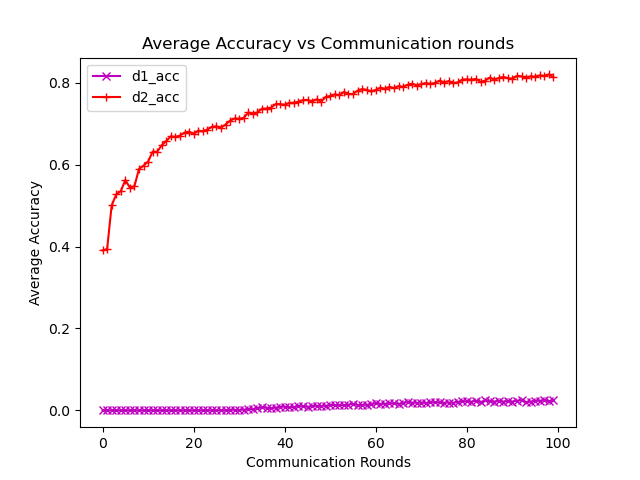 Average Accuracy vs Communication rounds
d1_acc
d2_acc
0.8
0.6
0.4
0.2
0.0
Average Accuracy
0 20 40 60 80 100
Communication Rounds